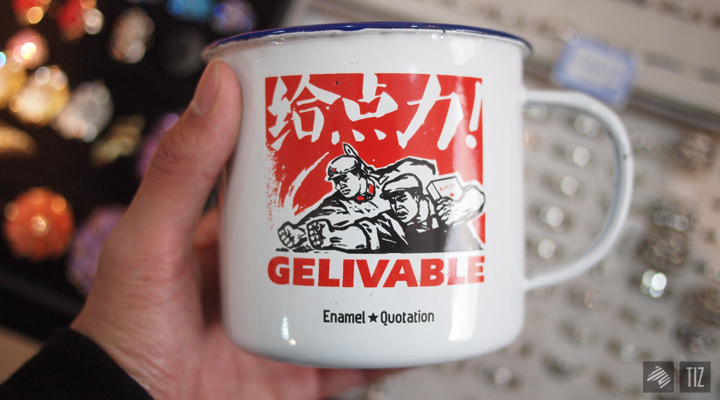 给点力!
GELIVABLE
Enamel★Quotation
TIZ